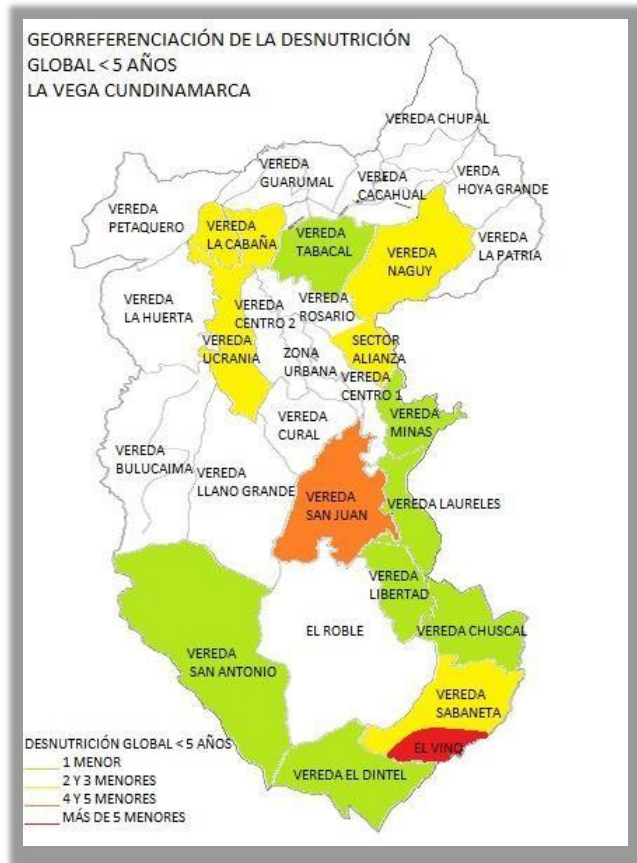 GEORREFERENCIACIÓN DE LA DESNUTRICIÓN
GLOBAL < 5 AÑOS
LA VEGA CUNDINAMARCA
VEREDA CHUPAL
VEREDA
GUARUMAL
VEREDA
CACAHUAL
VERDA
HOYA GRANDE
VEREDA
PETAQUERO
VEREDA
LA CABAÑA
VEREDA
TABACAL
VEREDA
NAGUY
VEREDA
LA PATRIA
VEREDA
LA HUERTA
VEREDA
CENTRO 2
VEREDA
ROSARIO
VEREDA
UCRANIA
ZONA
URBANA
SECTOR
ALIANZA
VEREDA
CENTRO 1
VEREDA
MINAS
VEREDA
CURAL
VEREDA
BULUCAIMA
VEREDA
LLANO GRANDE
VEREDA
SAN JUAN
VEREDA LAURELES
VEREDA
LIBERTAD
EL ROBLE
VEREDA CHUSCAL
VEREDA
SAN ANTONIO
VEREDA
SABANETA
EL VINO
VEREDA EL DINTEL
DESNUTRICIÓN GLOBAL < 5 AÑOS
1 MENOR
2 Y 3 MENORES
4 Y 5 MENORES
MÁS DE 5 MENORES